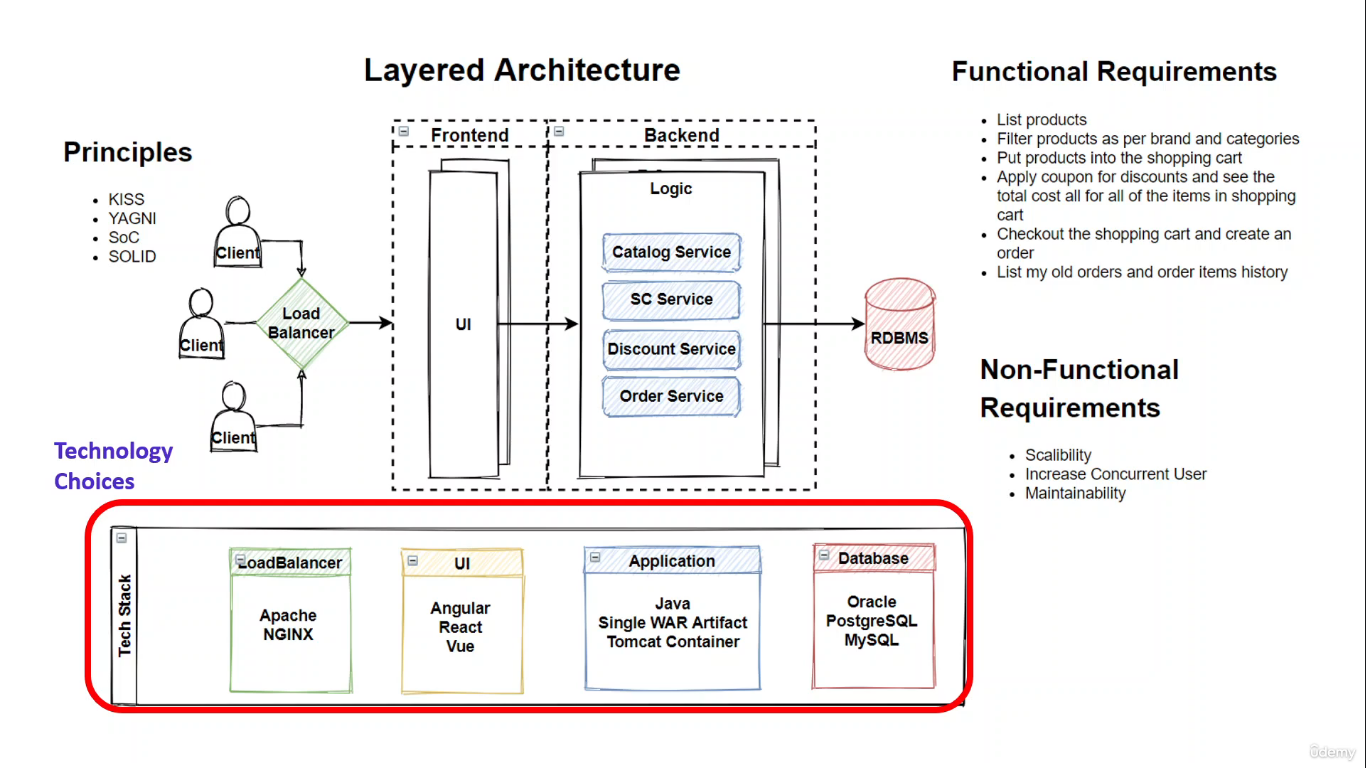 Layered Architecture
Functional Requirements
List products
Filter products as per brand and categories
Put products into the shopping cart
Apply coupon for discounts and see the
total cost all for all of the items in shopping
cart
Checkout the shopping cart and create an
order
List my old orders and order items history
Principles
KISS
YAGNI
SoC
SOLID
Client
Client
Client
Load
Balancer
Frontend
UI
Backend
Logic
Catalog Service
SC Service
Discount Service
Order Service
RDBMS
Non-Functional
Requirements
Scalibility
Increase Concurrent User
Maintainability
Technology
Choices
Tech Stack
LoadBalancer
Apache
NGINX
UI
Angular
React
Vue
Application
Java
Single WAR Artifact
Tomcat Container
Database
Oracle
PostgreSQL
MySQL
ûdemy